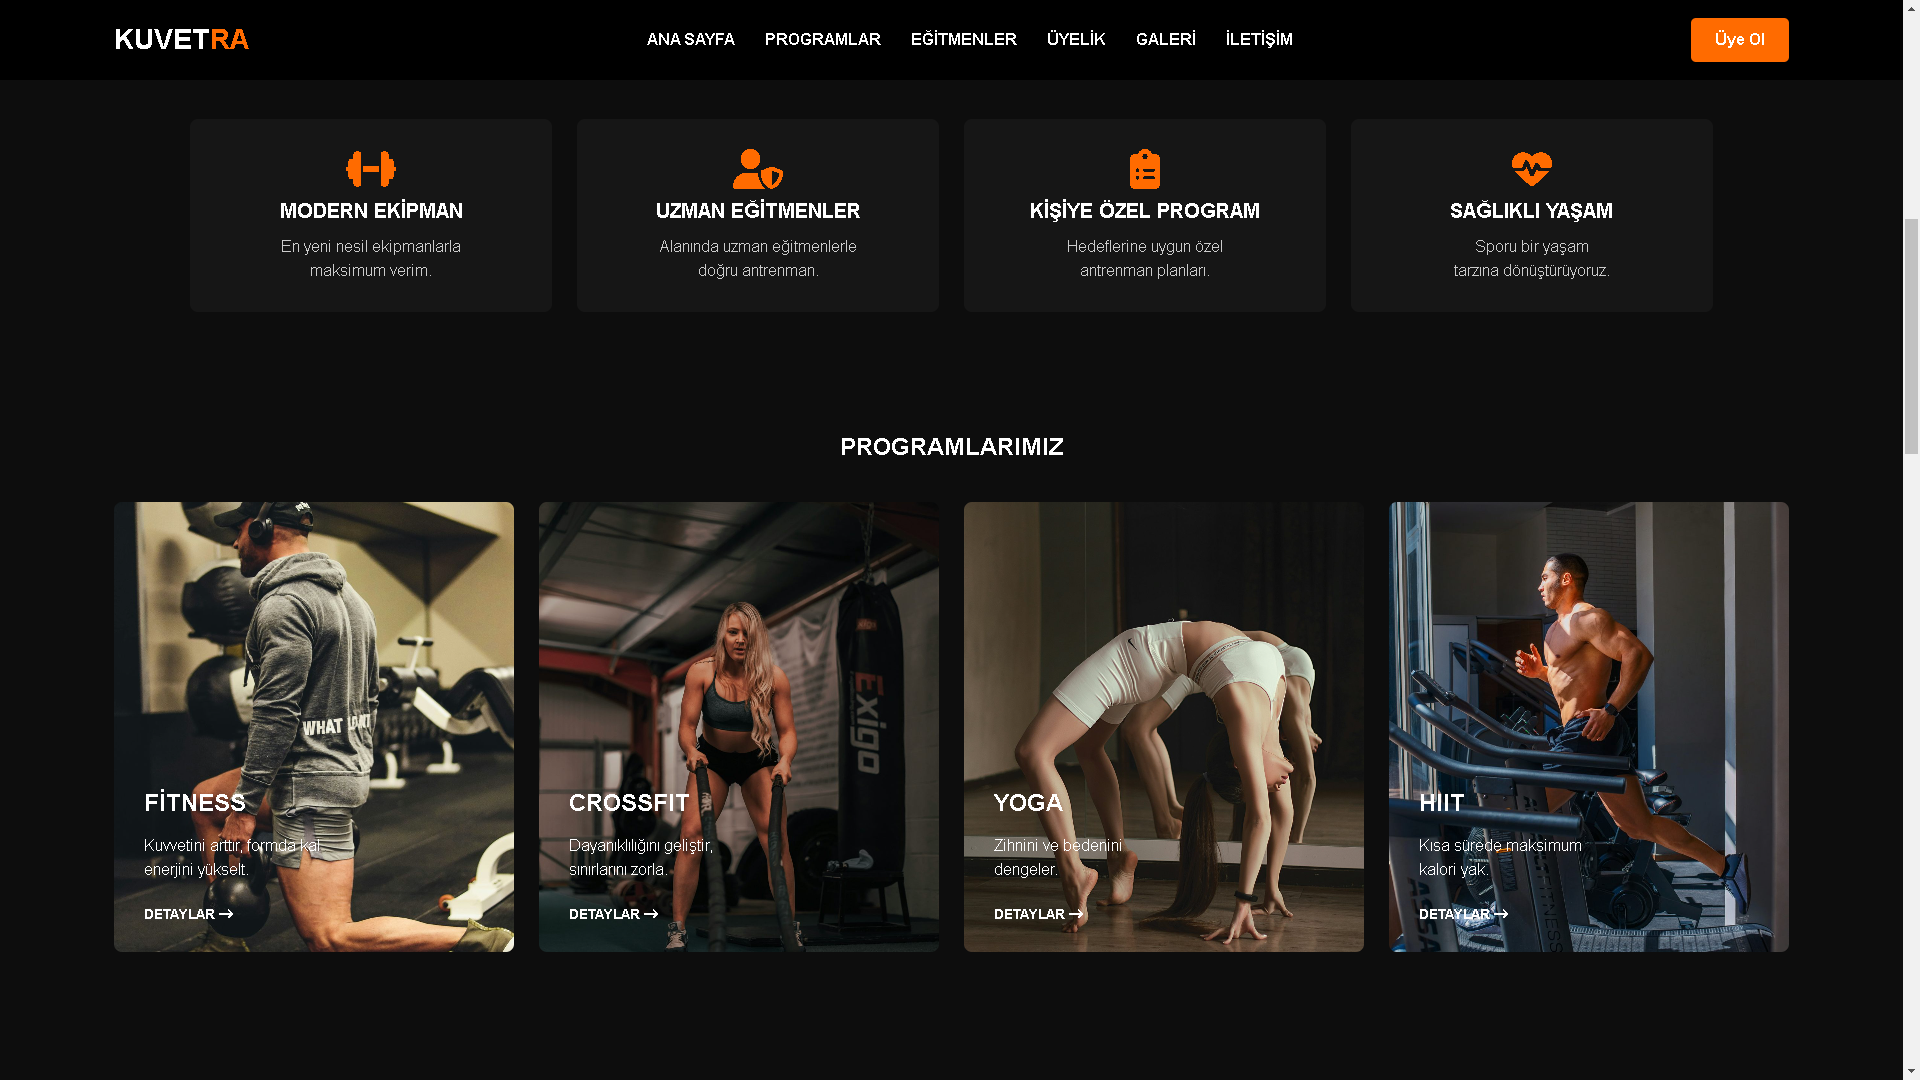 KUVETRA
ANA SAYFA
PROGRAMLAR
EĞİTMENLER
ÜYELİK
GALERİ
İLETİŞİM
Üye Ol
MODERN EKİPMAN
En yeni nesil ekipmanlarla
maksimum verim.
UZMAN EĞİTMENLER
Alanında uzman eğitmenlerle
doğru antrenman.
KİŞİYE ÖZEL PROGRAM
Hedeflerine uygun özel
antrenman planları.
SAĞLIKLI YAŞAM
Sporu bir yaşam
tarzına dönüştürüyoruz.
PROGRAMLARIMIZ
WHAT
FİTNESS
Kuvvetini arttır, formda kal
enerjini yükselt.
DETAYLAR
Exigo
CROSSFIT
Dayanıklılığını geliştir,
sınırlarını zorla.
DETAYLAR
YOGA
Zihnini ve bedenini
dengeler.
DETAYLAR
HIIT
Kısa sürede maksimum
kalori yak.
DETAYLAR